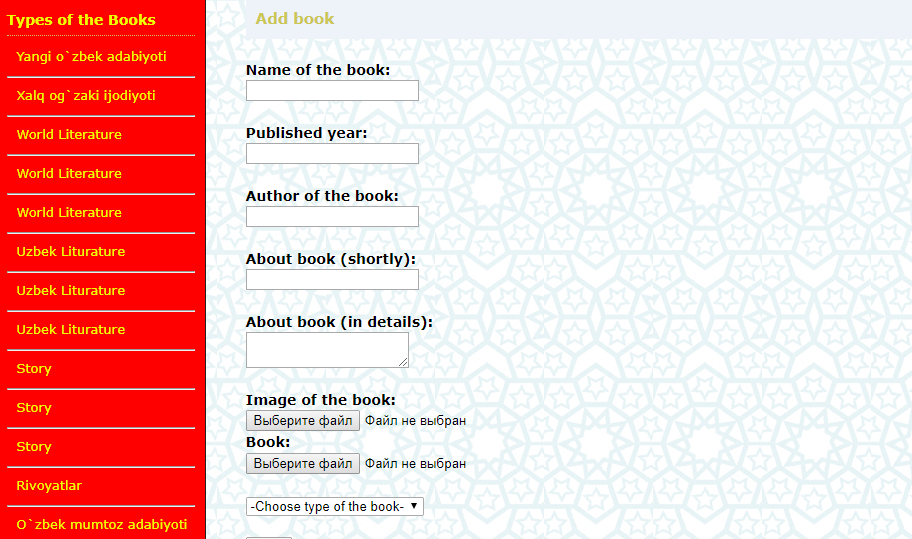 Types of the Books
Yangi o`zbek adabiyoti
Xalq og`zaki ijodiyoti
World Literature
World Literature
World Literature
Uzbek Liturature
Uzbek Liturature
Uzbek Liturature
Story
Story
Story
Rivoyatlar
O`zbek mumtoz adabiyoti
Add book
Name of the book:
Published year:
Author of the book:
About book (shortly):
About book (in details):
Image of the book:
Выберите файл Файл не выбран
Book:
Выберите файл Файл не выбран
-Choose type of the book-